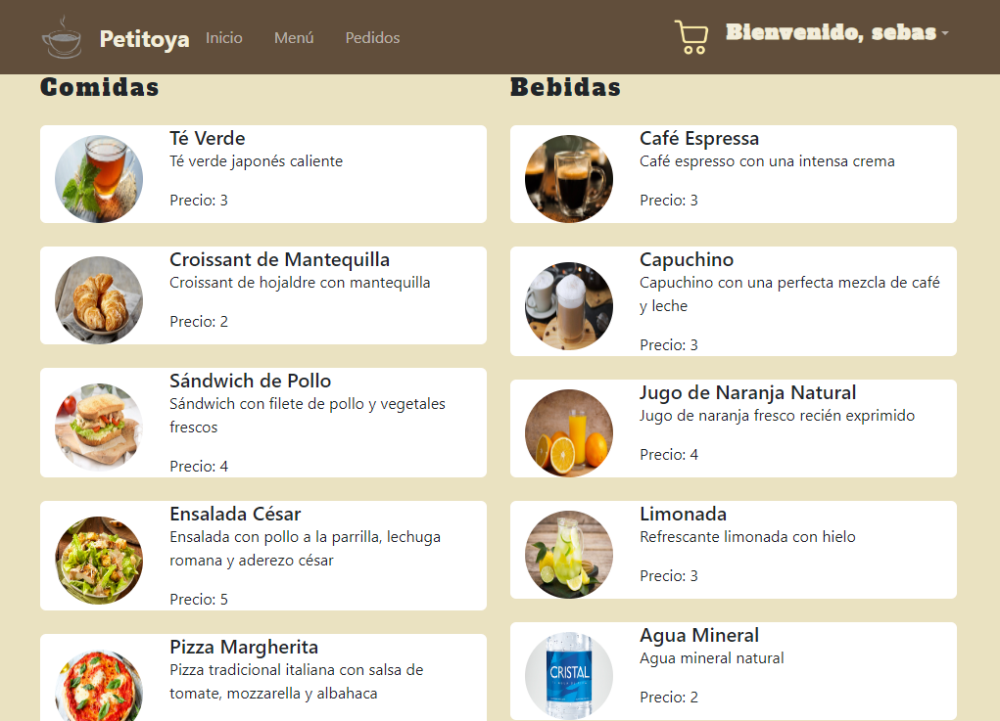 Petitoya
Inicio
Menú
Pedidos
Bienvenido, sebas
Comidas
Té Verde
Té verde japonés caliente
Precio: 3
Croissant de Mantequilla
Croissant de hojaldre con mantequilla
Precio: 2
Sándwich de Pollo
Sándwich con filete de pollo y vegetales
frescos
Precio: 4
Ensalada César
Ensalada con pollo a la parrilla, lechuga
romana y aderezo césar
Precio: 5
Pizza Margherita
Pizza tradicional italiana con salsa de
tomate, mozzarella y albahaca
Bebidas
Café Espressa
Café espresso con una intensa crema
Precio: 3
Capuchino
Capuchino con una perfecta mezcla de café
y leche
Precio: 3
Jugo de Naranja Natural
Jugo de naranja fresco recién exprimido
Precio: 4
Limonada
Refrescante limonada con hielo
Precio: 3
Agua Mineral
Agua mineral natural
Precio: 2
CRISTAL